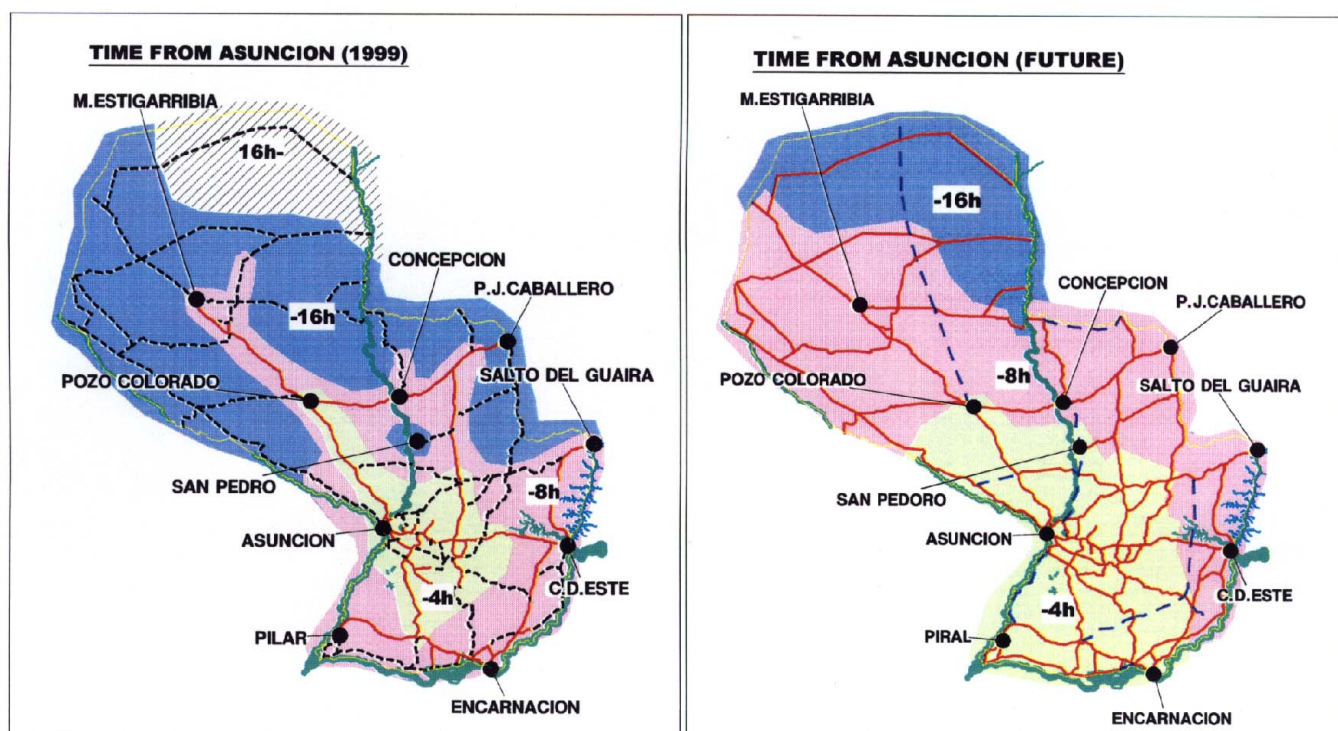 TIME FROM ASUNCION (1999)
M.ESTIGARRIBIA
16h-
CONCEPCION
P.J.CABALLERO
-16h
SALTO DEL GUAIRA
POZO COLORADO
SAN PEDRO
-8h
ASUNCION
C.D.ESTE
-4h
PILAR
ENCARNACION
TIME FROM ASUNCION (FUTURE)
M.ESTIGARRIBIA
-16h
CONCEPCION
P.J.CABALLERO
-8h
SALTO DEL GUAIRA
POZO COLORADO
SAN PEDORO
ASUNCION
C.D.ESTE
-4h
PIRAL
ENCARNACION